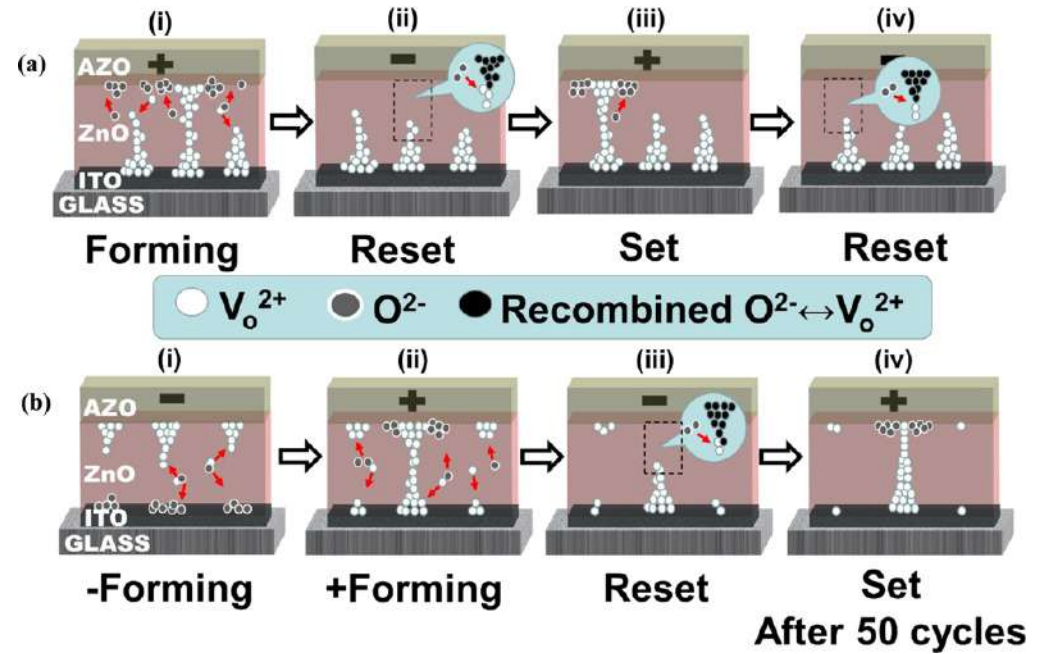 (i) (ii) (iii) (iv)
(a)
AZO + − + −
ZnO
ITO
GLASS
Forming Reset Set Reset
Vo²⁺ O²⁻ Recombined O²⁻↔Vo²⁺
(i) (ii) (iii) (iv)
(b)
− + − +
AZO
ZnO
ITO
GLASS
-Forming +Forming Reset Set
After 50 cycles